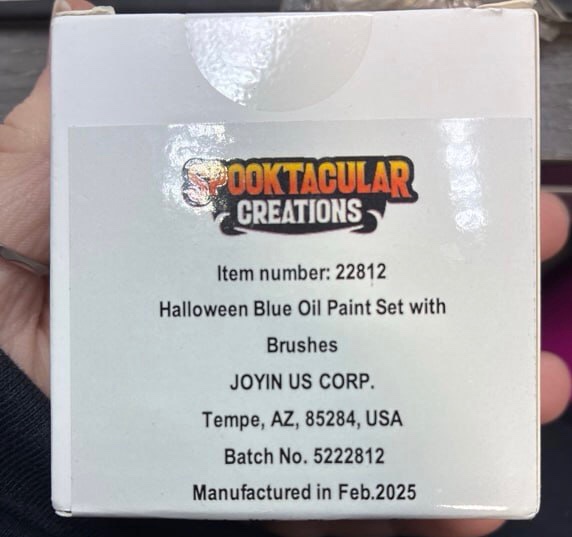 SPOOKTACULAR
CREATIONS
Item number: 22812
Halloween Blue Oil Paint Set with
Brushes
JOYIN US CORP.
Tempe, AZ, 85284, USA
Batch No. 5222812
Manufactured in Feb.2025